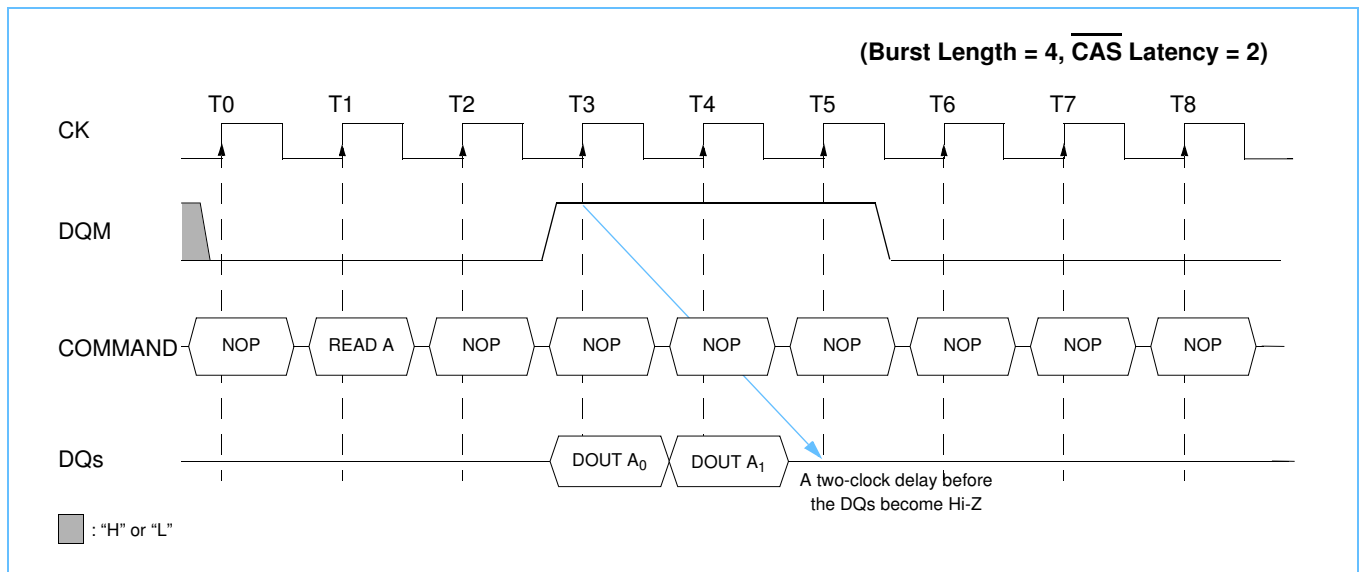 (Burst Length = 4, CAS Latency = 2)
T0 T1 T2 T3 T4 T5 T6 T7 T8
CK
DQM
COMMAND NOP READ A NOP NOP NOP NOP NOP NOP NOP
DQs DOUT A0 DOUT A1
A two-clock delay before
the DQs become Hi-Z
: “H” or “L”